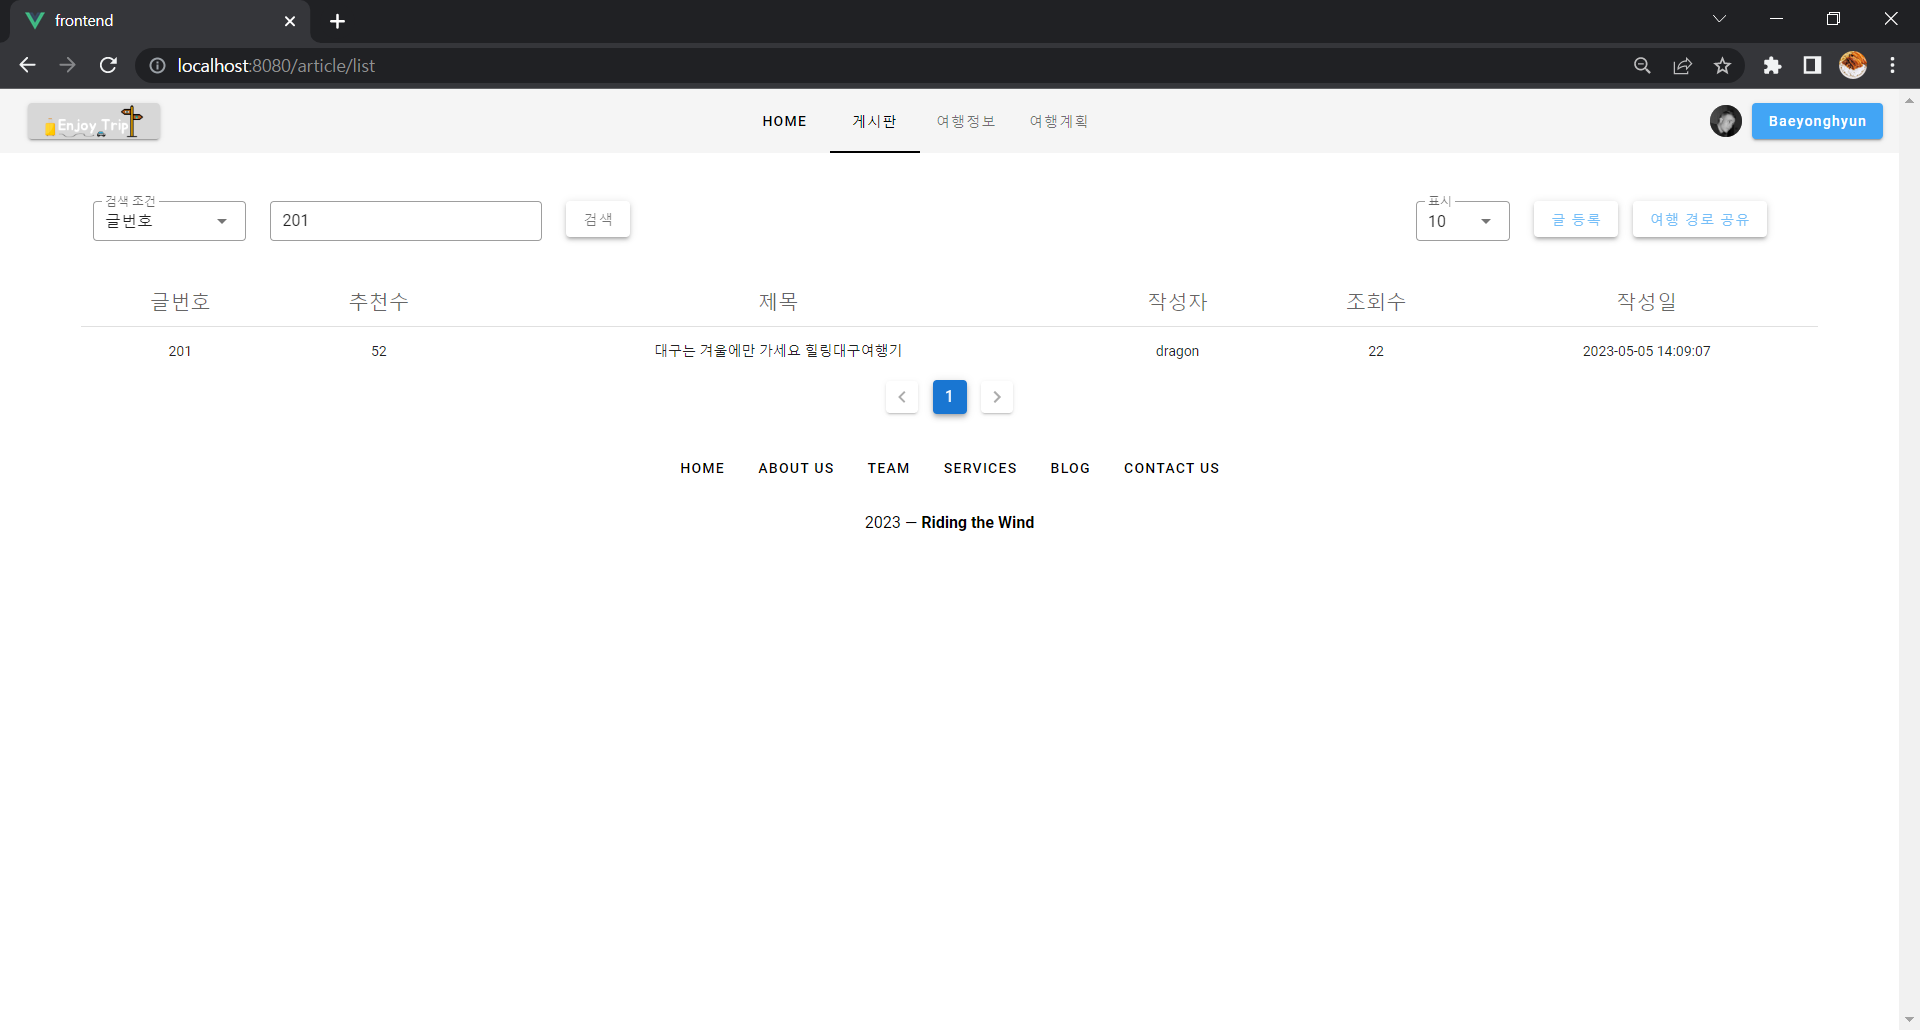 frontend
localhost:8080/article/list
Enjoy Trip HOME 게시판 여행정보 여행계획 Baeyonghyun
검색 조건 표시
글번호 201 검색 10 글 등록 여행 경로 공유
글번호 추천수 제목 작성자 조회수 작성일
201 52 대구는 겨울에만 가세요 힐링대구여행기 dragon 22 2023-05-05 14:09:07
1
HOME ABOUT US TEAM SERVICES BLOG CONTACT US
2023 — Riding the Wind